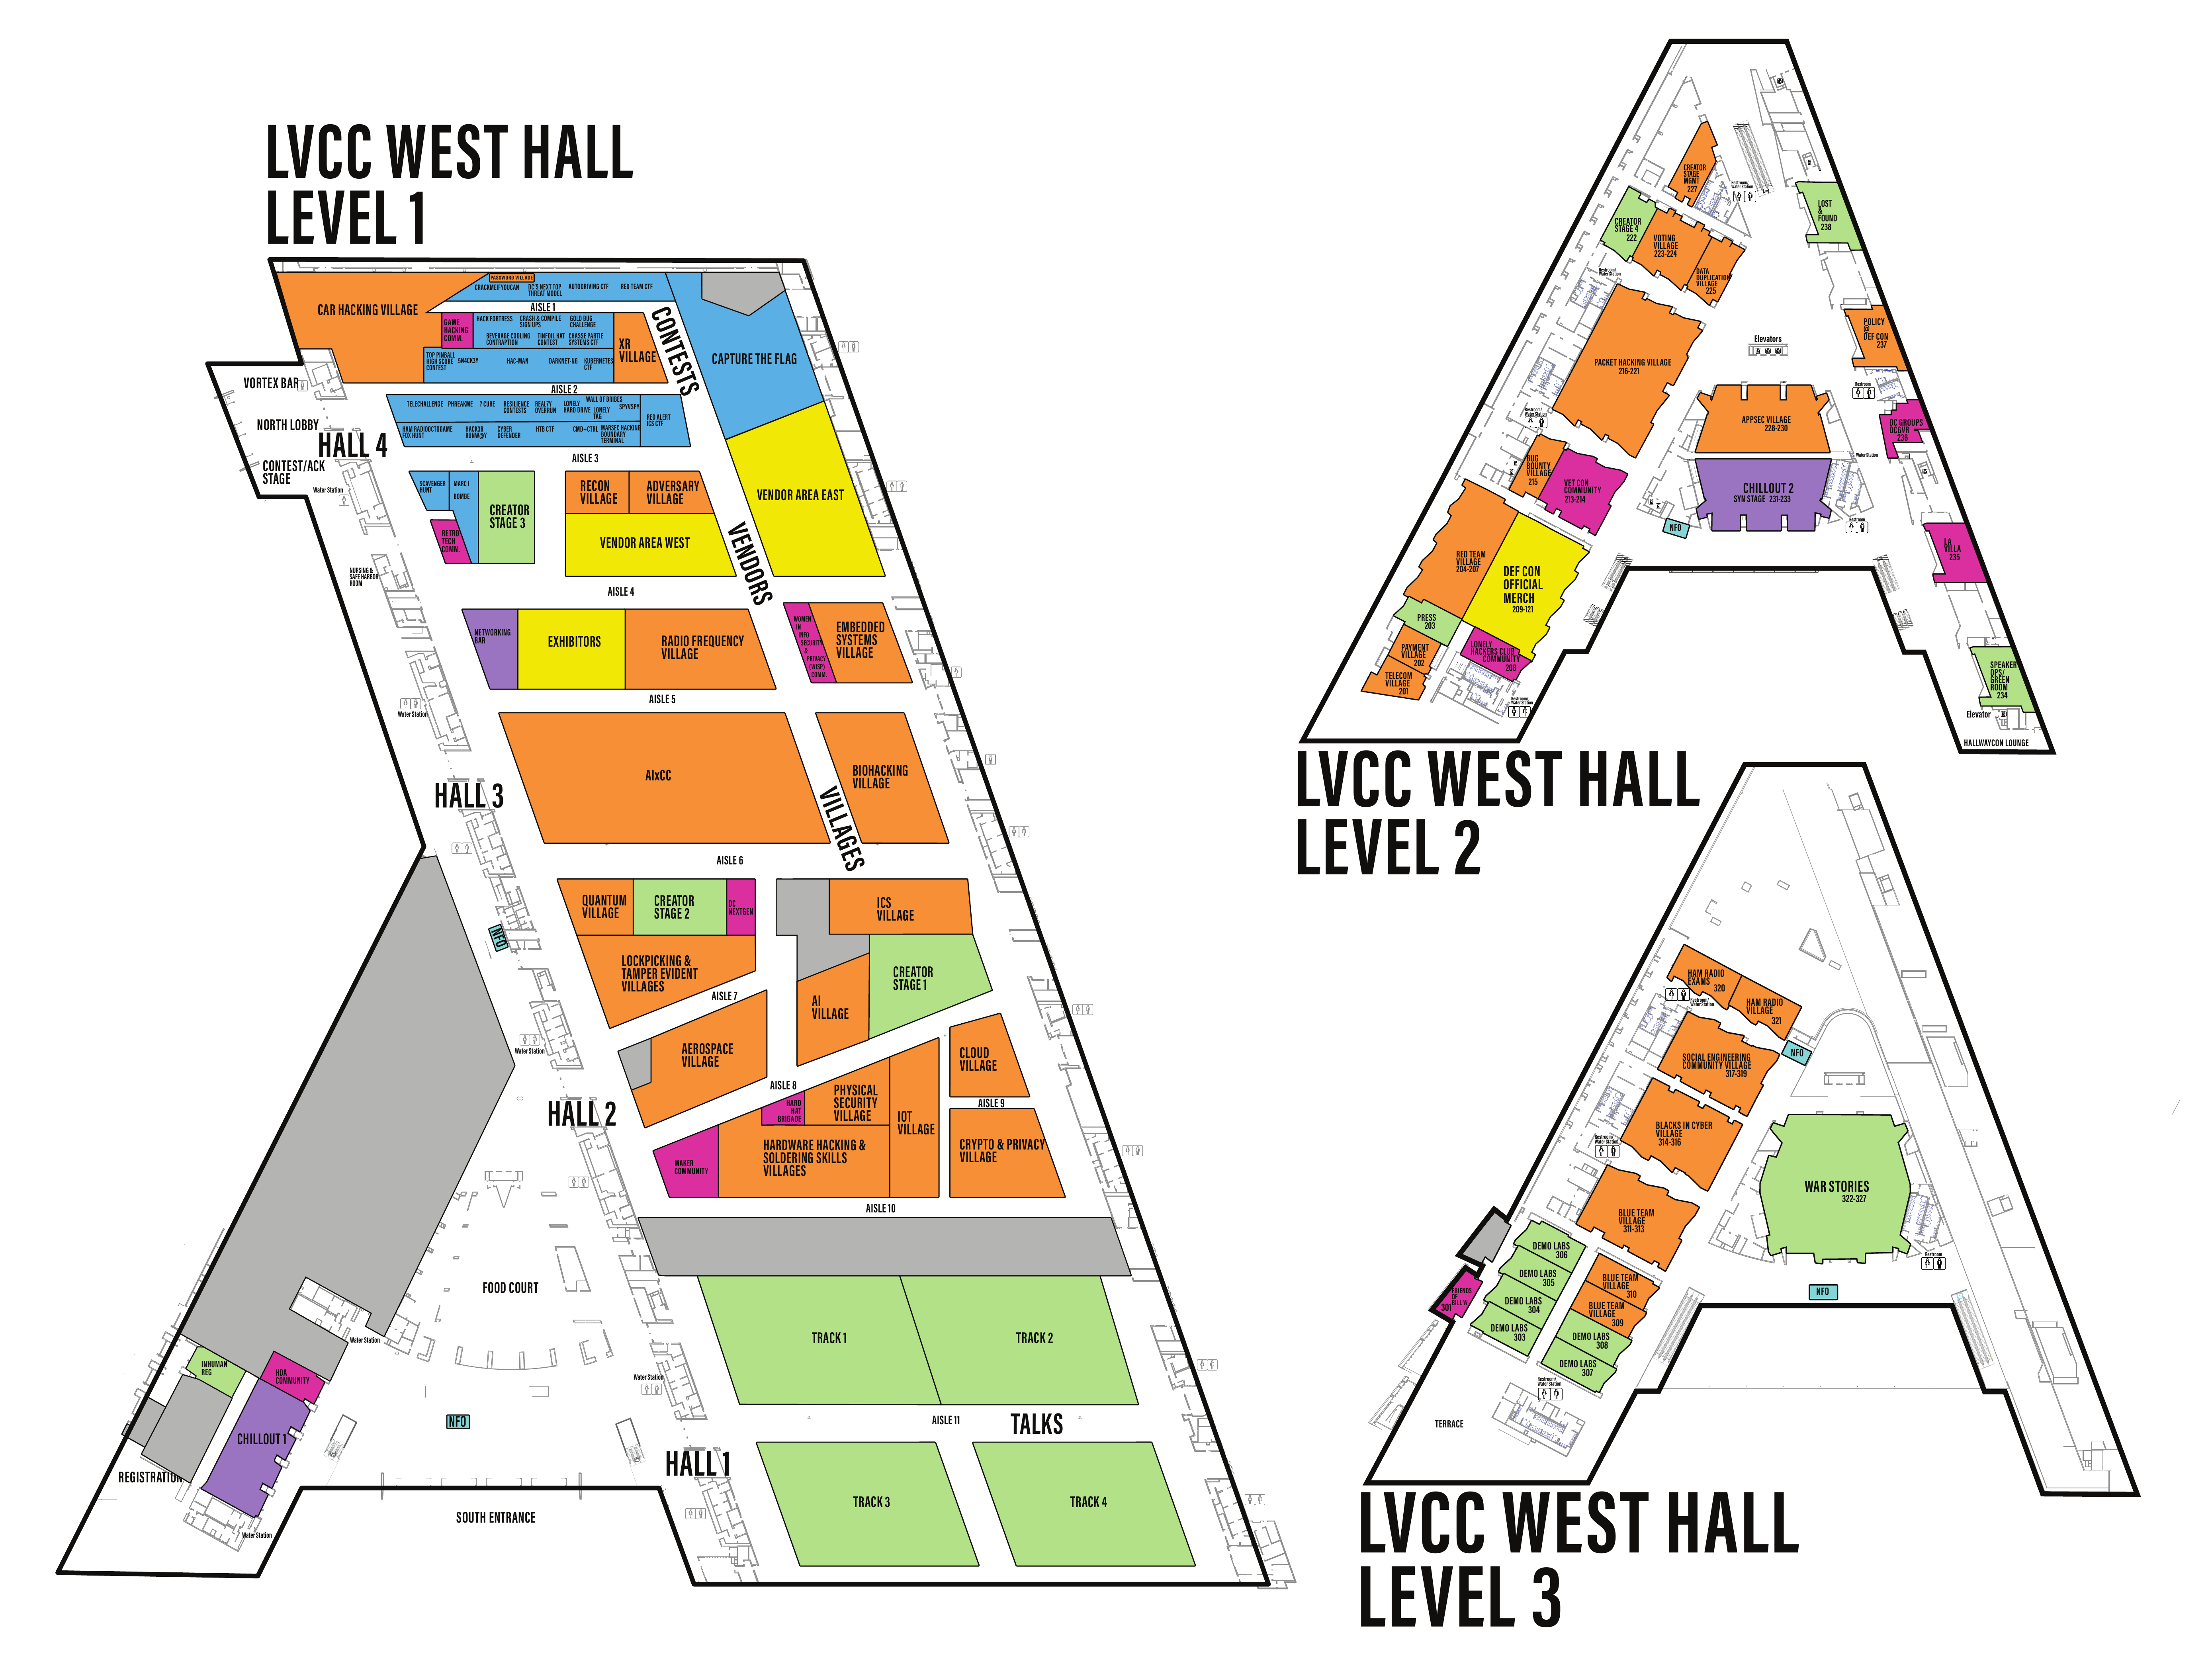 LVCC WEST HALL
LEVEL 1
CAR HACKING VILLAGE
PASSWORD VILLAGE
CRACKMEIFYOUCAN
DC'S NEXT TOP
THREAT MODEL
AUTODRIVING CTF
RED TEAM CTF
AISLE 1
GAME
HACKING
COMM.
HACK FORTRESS
CRASH & COMPILE
SIGN UPS
GOLD BUG
CHALLENGE
BEVERAGE COOLING
CONTRAPTION
TINFOIL HAT
CONTEST
CHASSE PARTIE
SYSTEMS CTF
TOP PINBALL
HIGH SCORE
CONTEST
5N4CK3Y
HAC-MAN
DARKNET-NG
KUBERNETES
CTF
XR
VILLAGE
CONTESTS
CAPTURE THE FLAG
AISLE 2
VORTEX BAR
NORTH LOBBY
HALL 4
CONTEST/ACK
STAGE
Water Station
TELECHALLENGE
PHREAKME
? CUBE
RESILIENCE
CONTESTS
REALTY
OVERRUN
LONELY
HARD DRIVE
WALL OF BRIBES
LONELY
TAG
SPYVSPY
HAM RADIO
FOX HUNT
OCTOGAME
HACK3R
RUNW@Y
CYBER
DEFENDER
HTB CTF
CMD+CTRL
MARSEC HACKING
BOUNDARY
TERMINAL
RED ALERT
ICS CTF
AISLE 3
SCAVENGER
HUNT
MARC I
BOMBE
RETRO
TECH
COMM.
CREATOR
STAGE 3
RECON
VILLAGE
ADVERSARY
VILLAGE
VENDOR AREA WEST
VENDOR AREA EAST
VENDORS
NURSING &
SAFE HARBOR
ROOM
AISLE 4
NETWORKING
BAR
EXHIBITORS
RADIO FREQUENCY
VILLAGE
WOMEN
IN
INFO
SECURITY
&
PRIVACY
(WISP)
COMM.
EMBEDDED
SYSTEMS
VILLAGE
AISLE 5
Water Station
AIxCC
BIOHACKING
VILLAGE
VILLAGES
HALL 3
AISLE 6
QUANTUM
VILLAGE
CREATOR
STAGE 2
DC
NEXTGEN
ICS
VILLAGE
NFO
LOCKPICKING &
TAMPER EVIDENT
VILLAGES
AISLE 7
AI
VILLAGE
CREATOR
STAGE 1
Water Station
AEROSPACE
VILLAGE
CLOUD
VILLAGE
AISLE 8
HALL 2
HARD
HAT
BRIGADE
PHYSICAL
SECURITY
VILLAGE
IOT
VILLAGE
AISLE 9
MAKER
COMMUNITY
HARDWARE HACKING &
SOLDERING SKILLS
VILLAGES
CRYPTO & PRIVACY
VILLAGE
AISLE 10
FOOD COURT
Water Station
TRACK 1
TRACK 2
INHUMAN
REG
HDA
COMMUNITY
Water Station
NFO
AISLE 11
TALKS
CHILLOUT 1
HALL 1
REGISTRATION
Water Station
SOUTH ENTRANCE
TRACK 3
TRACK 4
CREATOR
STAGE
MGMT
227
Restroom/
Water Station
CREATOR
STAGE 4
222
VOTING
VILLAGE
223-224
DATA
DUPLICATION
VILLAGE
225
LOST
&
FOUND
238
Restroom/
Water Station
PACKET HACKING VILLAGE
216-221
Elevators
POLICY
@
DEF CON
237
Restroom
Restroom/
Water Station
APPSEC VILLAGE
228-230
DC GROUPS
DCGVR
236
Water Station
BUG
BOUNTY
VILLAGE
215
VET CON
COMMUNITY
213-214
CHILLOUT 2
SYN STAGE 231-233
NFO
Restroom
RED TEAM
VILLAGE
204-207
DEF CON
OFFICIAL
MERCH
209-121
LA
VILLA
235
PRESS
203
PAYMENT
VILLAGE
202
TELECOM
VILLAGE
201
LONELY
HACKERS CLUB
COMMUNITY
208
Restroom/
Water Station
SPEAKER
OPS/
GREEN
ROOM
234
Elevator
HALLWAYCON LOUNGE
LVCC WEST HALL
LEVEL 2
HAM RADIO
EXAMS
320
HAM RADIO
VILLAGE
321
Restroom/
Water Station
SOCIAL ENGINEERING
COMMUNITY VILLAGE
317-319
NFO
BLACKS IN CYBER
VILLAGE
314-316
Restroom/
Water Station
WAR STORIES
322-327
BLUE TEAM
VILLAGE
311-313
Restroom
DEMO LABS
306
DEMO LABS
305
DEMO LABS
304
DEMO LABS
303
FRIENDS
OF
BILL W
301
BLUE TEAM
VILLAGE
310
BLUE TEAM
VILLAGE
309
DEMO LABS
308
DEMO LABS
307
NFO
Restroom/
Water Station
TERRACE
LVCC WEST HALL
LEVEL 3